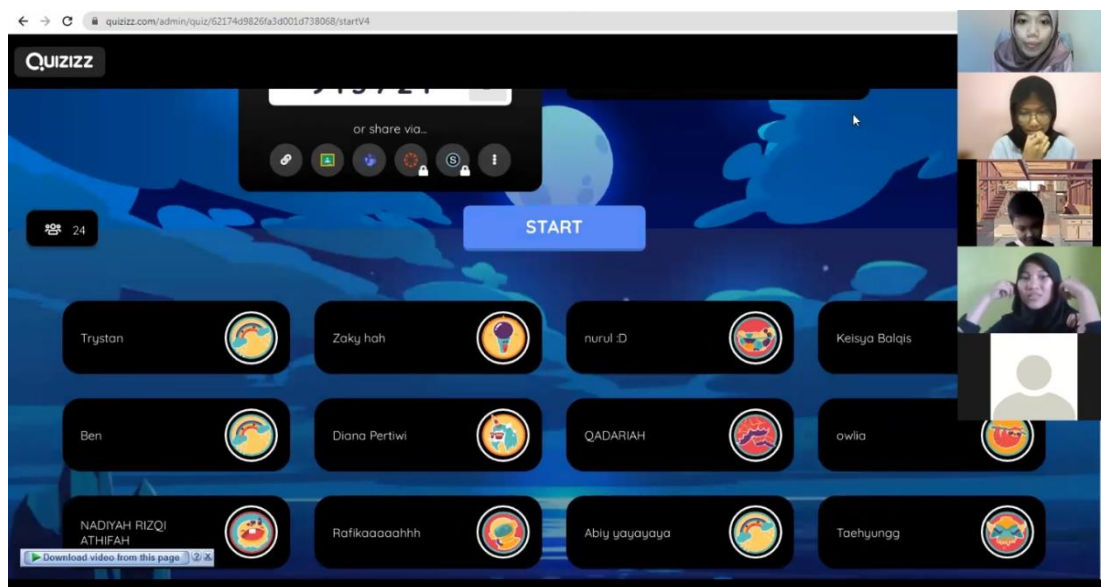 quizizz.com/admin/quiz/62174d9826fa3d001d738068/startV4
QUIZIZZ
or share via...
S
24
START
Trystan
Zaky hah
nurul :D
Keisya Balqis
Ben
Diana Pertiwi
QADARIAH
owlia
NADIYAH RIZQI
ATHIFAH
Rafikaaaaahhh
Abiy yayayaya
Taehyungg
Download video from this page
?
X